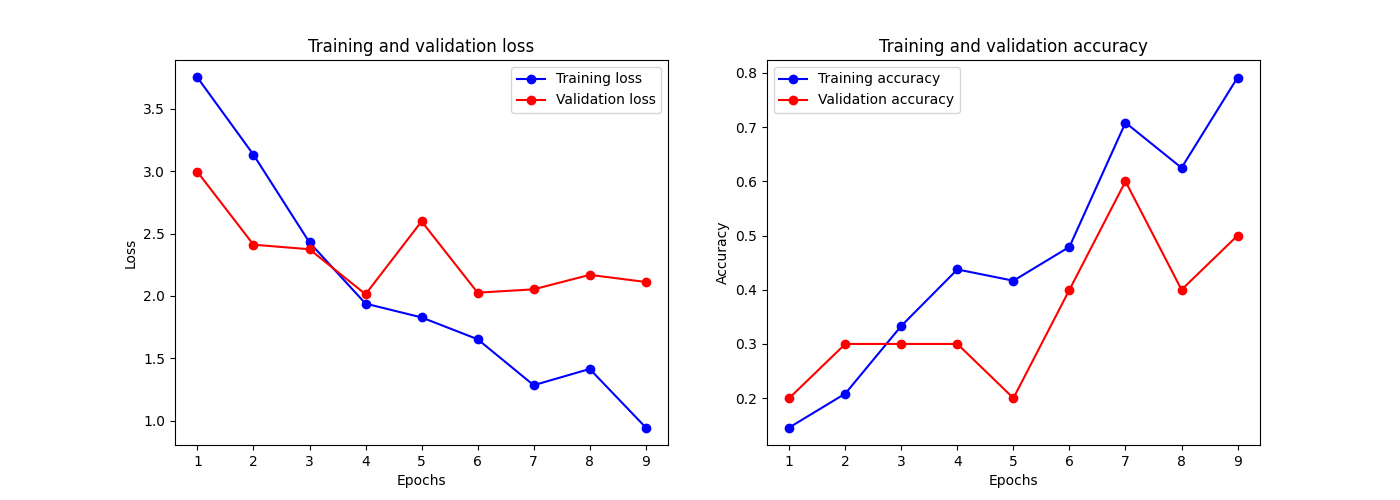 Training and validation loss
Training loss
Validation loss
3.5
3.0
2.5
2.0
1.5
1.0
Loss
1 2 3 4 5 6 7 8 9
Epochs
Training and validation accuracy
Training accuracy
Validation accuracy
0.8
0.7
0.6
0.5
0.4
0.3
0.2
Accuracy
1 2 3 4 5 6 7 8 9
Epochs